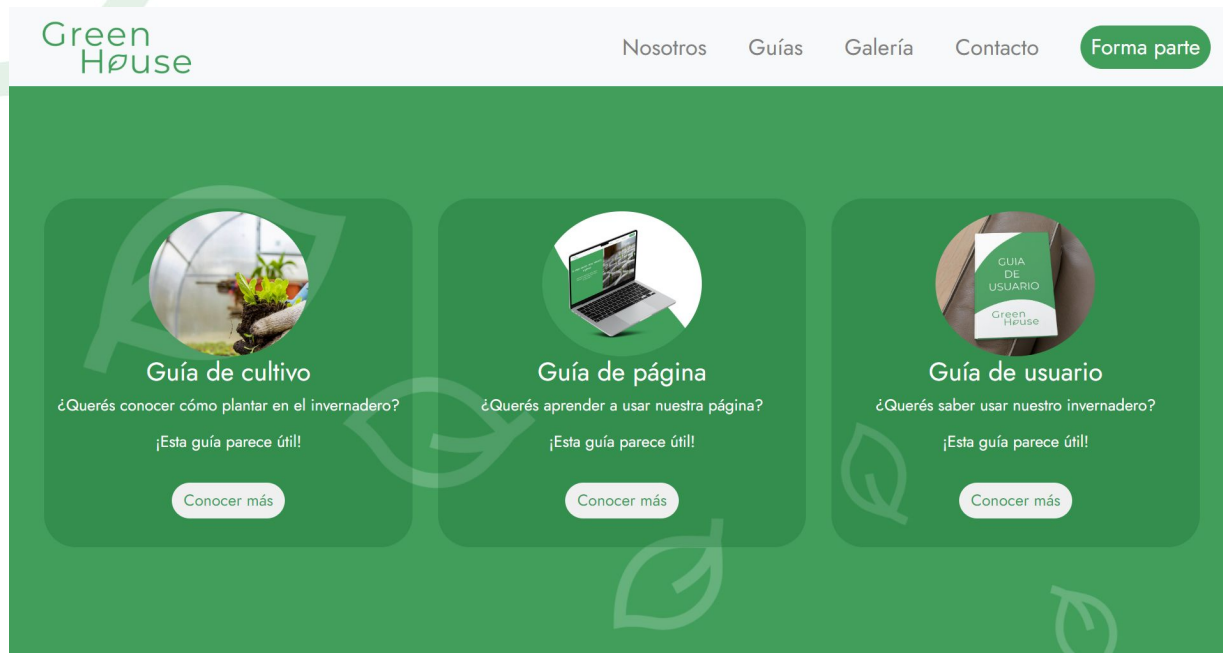 Green
House
Nosotros Guías Galería Contacto Forma parte
GUIA
DE
USUARIO
Green
House
Guía de cultivo
¿Querés conocer cómo plantar en el invernadero?
¡Esta guía parece útil!
Conocer más
Guía de página
¿Querés aprender a usar nuestra página?
¡Esta guía parece útil!
Conocer más
Guía de usuario
¿Querés saber usar nuestro invernadero?
¡Esta guía parece útil!
Conocer más